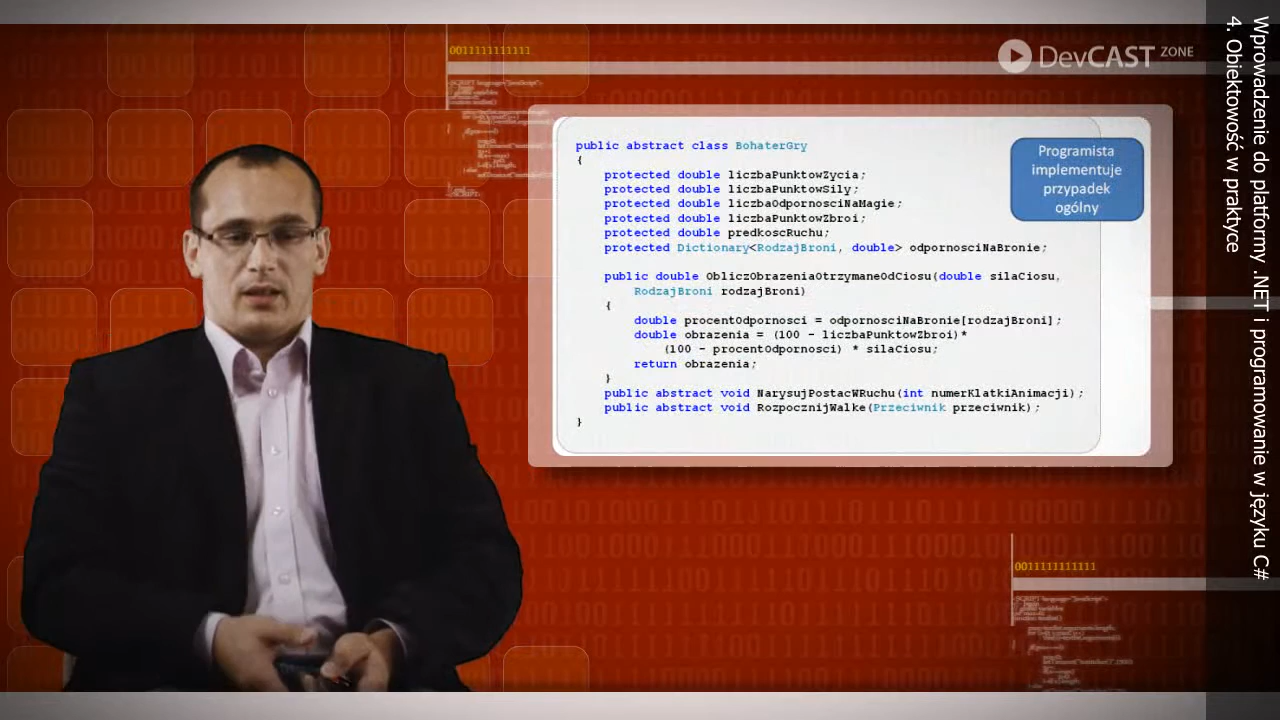 0011111111111
DevCAST ZONE
public abstract class BohaterGry
{
protected double liczbaPunktowZycia;
protected double liczbaPunktowSily;
protected double liczbaOdpornosciNaMagie;
protected double liczbaPunktowZbroi;
protected double predkoscRuchu;
protected Dictionary<RodzajBroni, double> odpornosciNaBronie;
public double ObliczObrazeniaOtrzymaneOdCiosu(double silaCiosu,
RodzajBroni rodzajBroni)
{
double procentOdpornosci = odpornosciNaBronie[rodzajBroni];
double obrazenia = (100 - liczbaPunktowZbroi)*
(100 - procentOdpornosci) * silaCiosu;
return obrazenia;
}
public abstract void NarysujPostacWRuchu(int numerKlatkiAnimacji);
public abstract void RozpocznijWalke(Przeciwnik przeciwnik);
}
Programista
implementuje
przypadek
ogólny
Wprowadzenie do platformy .NET i programowanie w języku C#
4. Obiektowość w praktyce
0011111111111